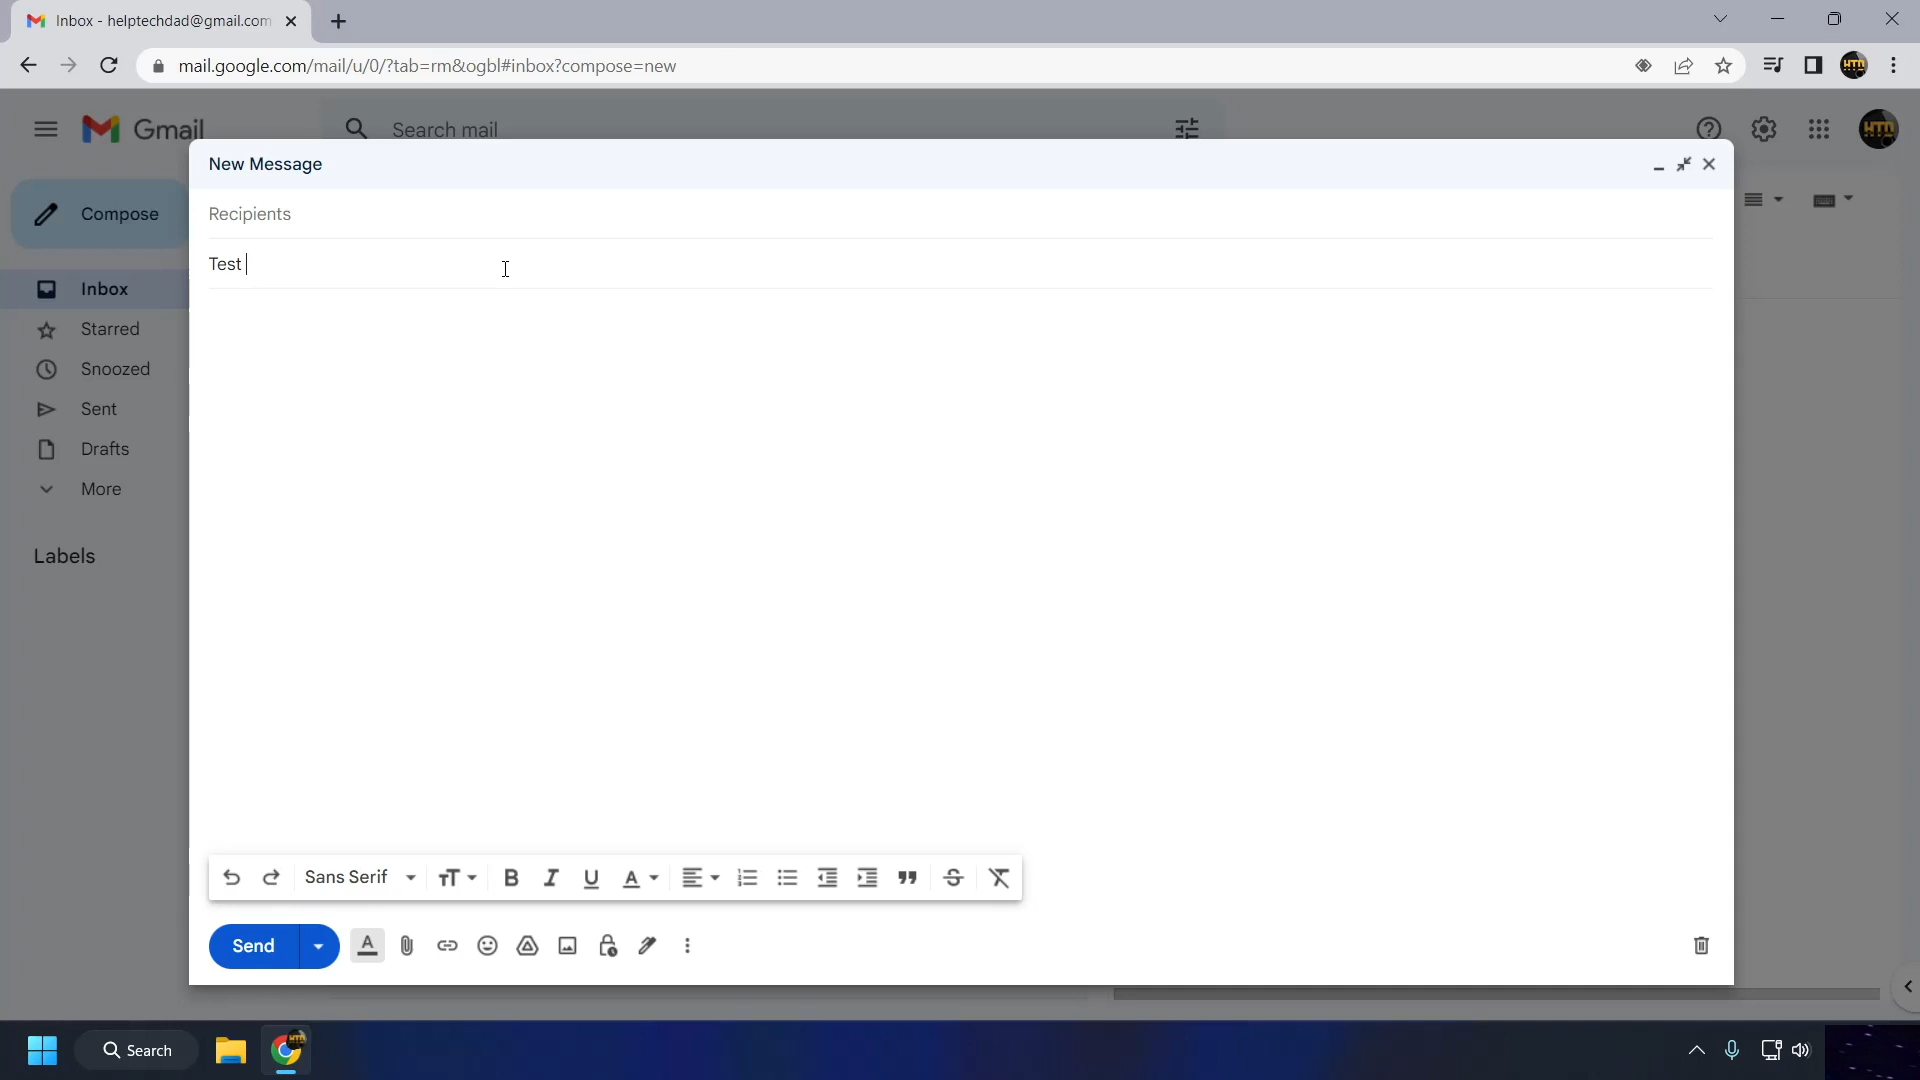 Inbox - helptechdad@gmail.com
mail.google.com/mail/u/0/?tab=rm&ogbl#inbox?compose=new
Gmail
Search mail
New Message
Compose
Recipients
Test
Inbox
Starred
Snoozed
Sent
Drafts
More
Labels
Sans Serif
Send
Search